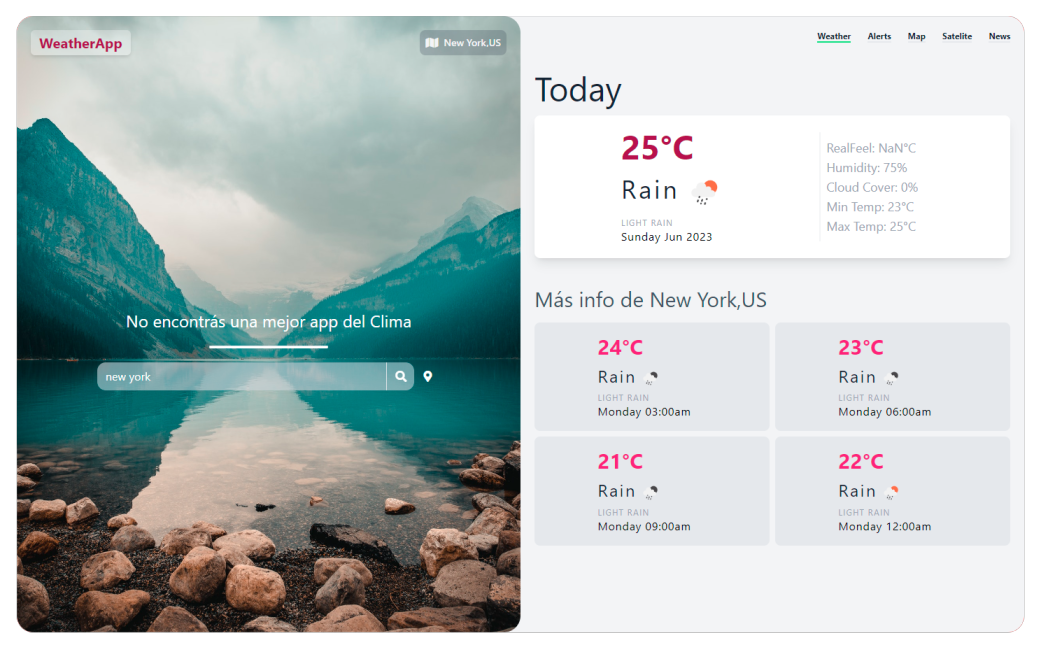 WeatherApp
New York,US
No encontrás una mejor app del Clima
new york
Weather Alerts Map Satelite News
Today
25°C
Rain
LIGHT RAIN
Sunday Jun 2023
RealFeel: NaN°C
Humidity: 75%
Cloud Cover: 0%
Min Temp: 23°C
Max Temp: 25°C
Más info de New York,US
24°C
Rain
LIGHT RAIN
Monday 03:00am
23°C
Rain
LIGHT RAIN
Monday 06:00am
21°C
Rain
LIGHT RAIN
Monday 09:00am
22°C
Rain
LIGHT RAIN
Monday 12:00am